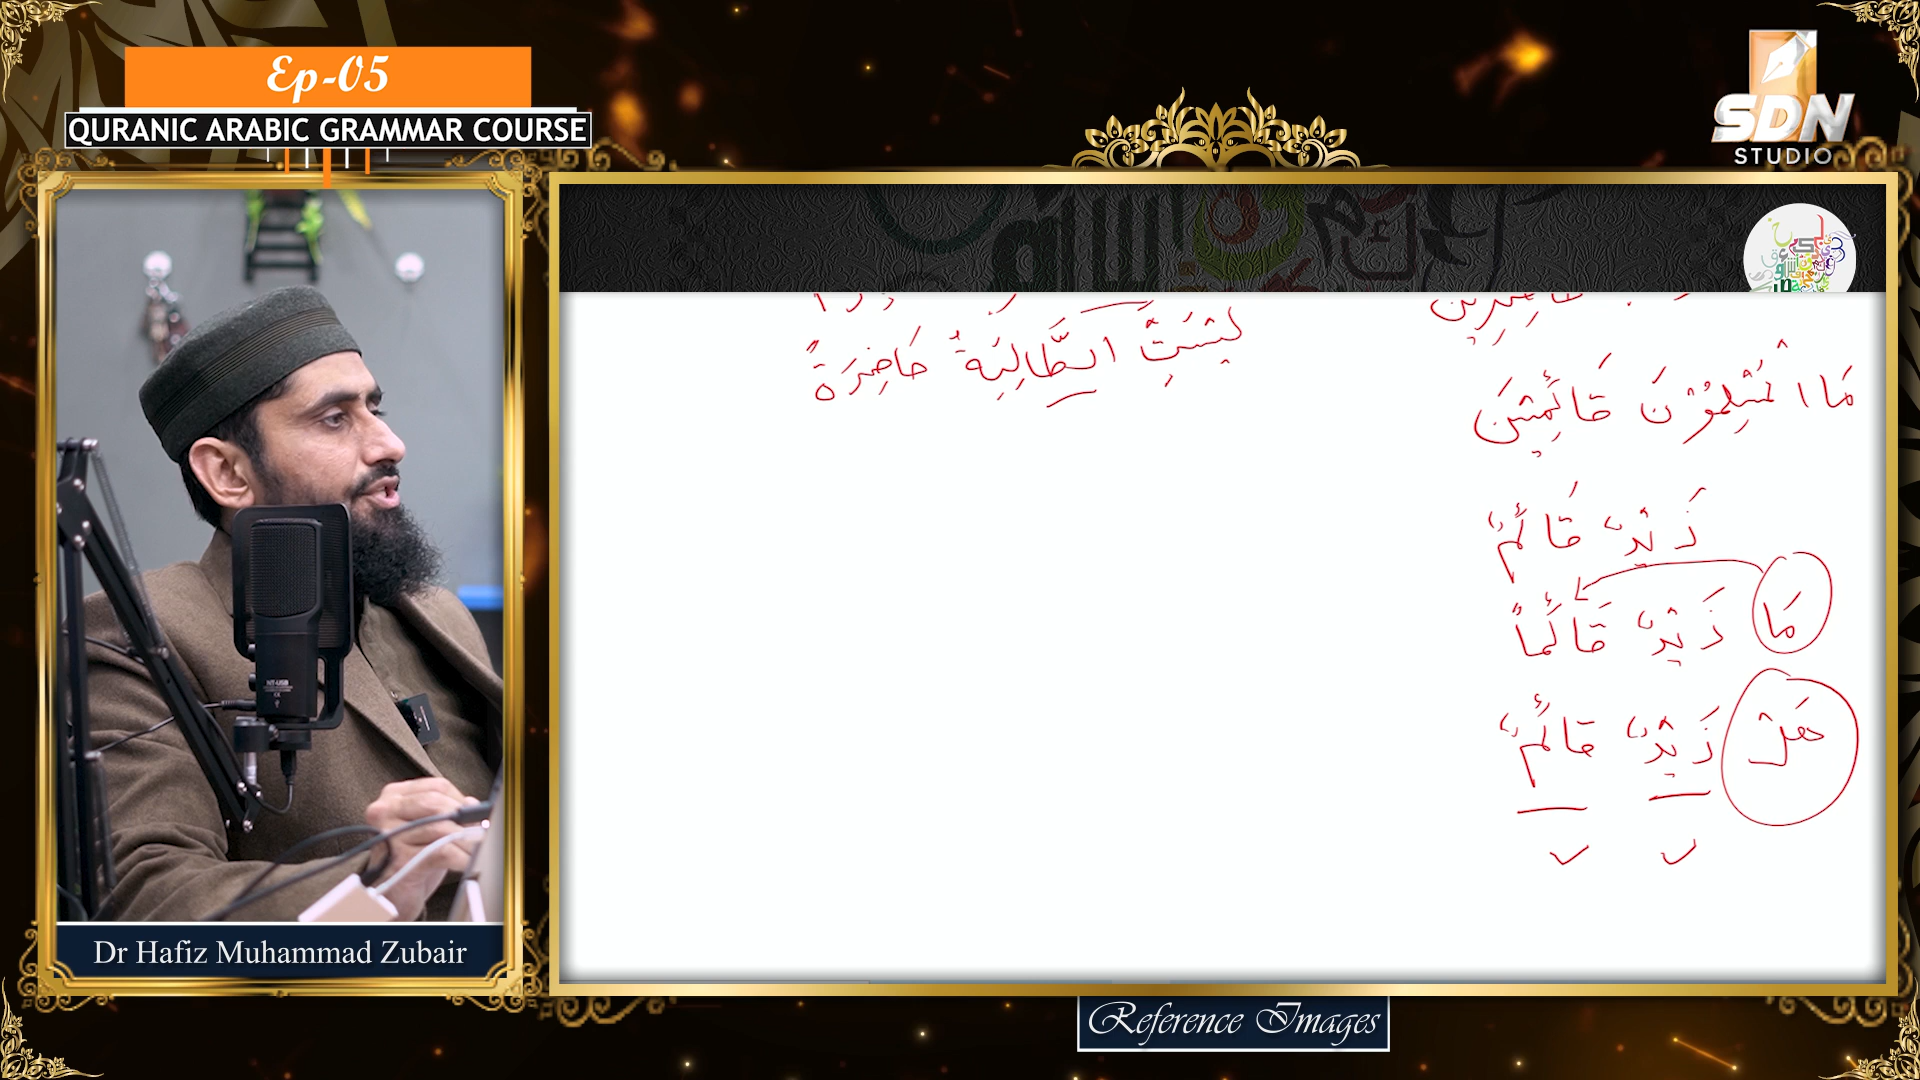 Ep-05
QURANIC ARABIC GRAMMAR COURSE
SDN
STUDIO
لَيْسَتِ الطَّالِبَةُ حَاضِرَةً
مَا الْمُسْلِمُوْنَ قَائِمِيْنَ
زَيْدٌ قَائِمٌ
مَا زَيْدٌ قَائِماً
هَلْ زَيْدٌ قَائِمٌ
Dr Hafiz Muhammad Zubair
Reference Images